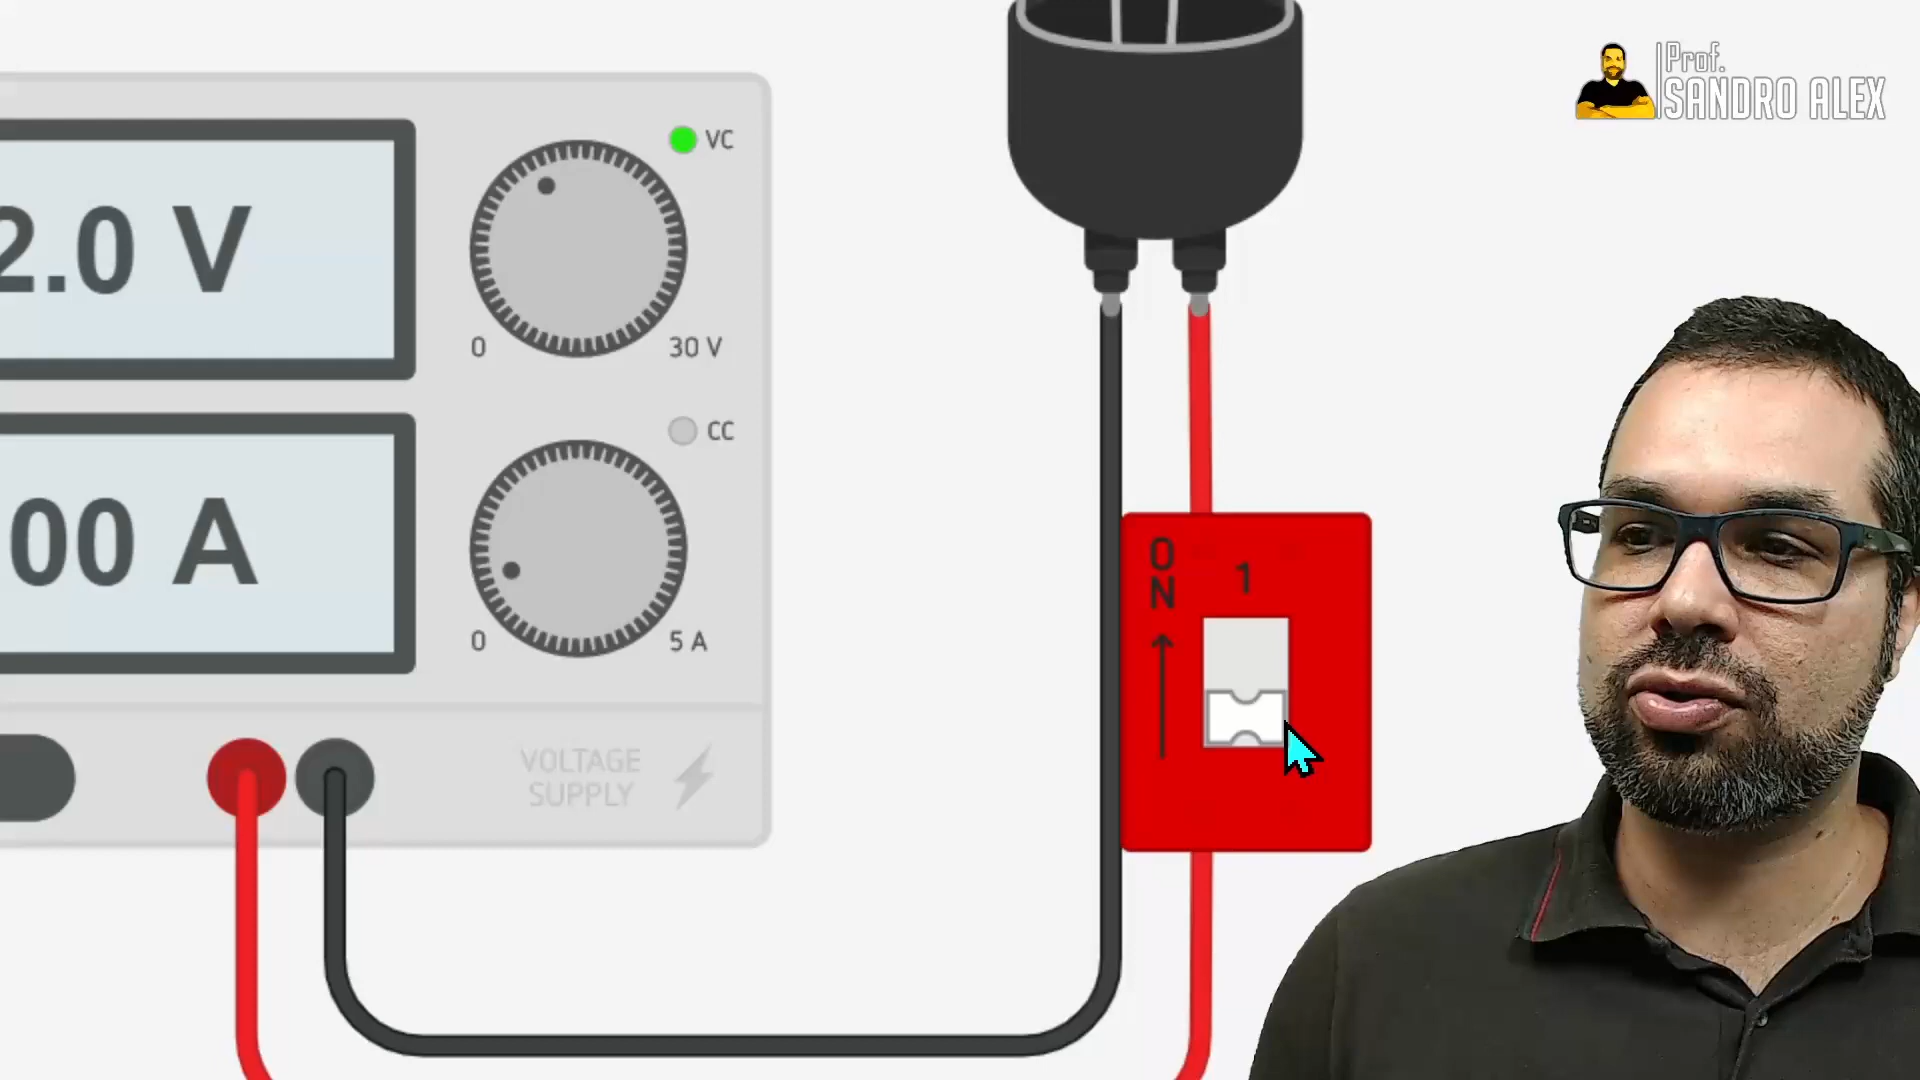 Prof.
SANDRO ALEX
VC
2.0 V
0
30 V
CC
00 A
0
5 A
VOLTAGE
SUPPLY
ON
1